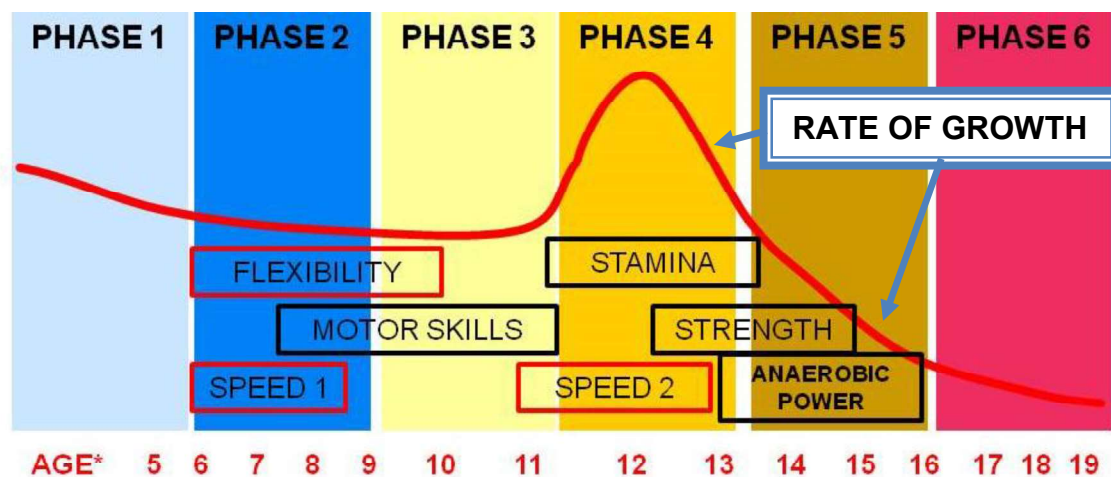 PHASE 1 PHASE 2 PHASE 3 PHASE 4 PHASE 5 PHASE 6
RATE OF GROWTH
FLEXIBILITY STAMINA
MOTOR SKILLS STRENGTH
SPEED 1 SPEED 2 ANAEROBIC
POWER
AGE* 5 6 7 8 9 10 11 12 13 14 15 16 17 18 19